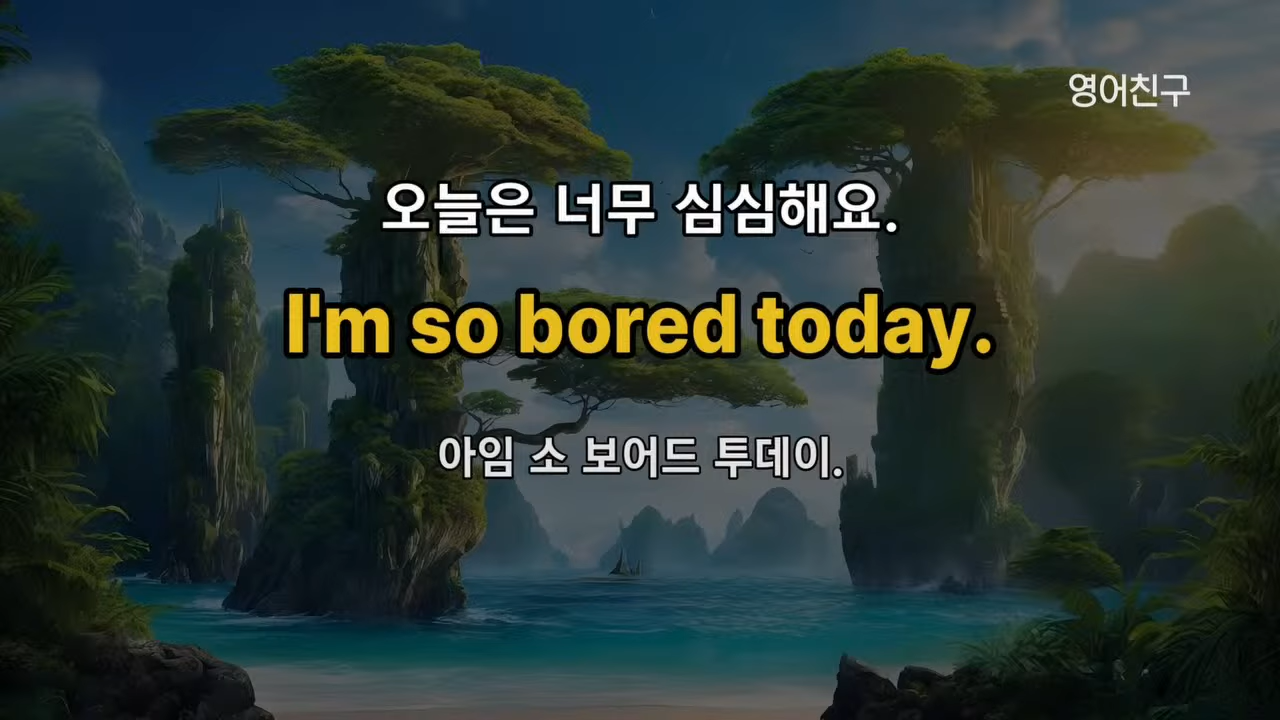 영어친구
오늘은 너무 심심해요.
I'm so bored today.
아임 소 보어드 투데이.